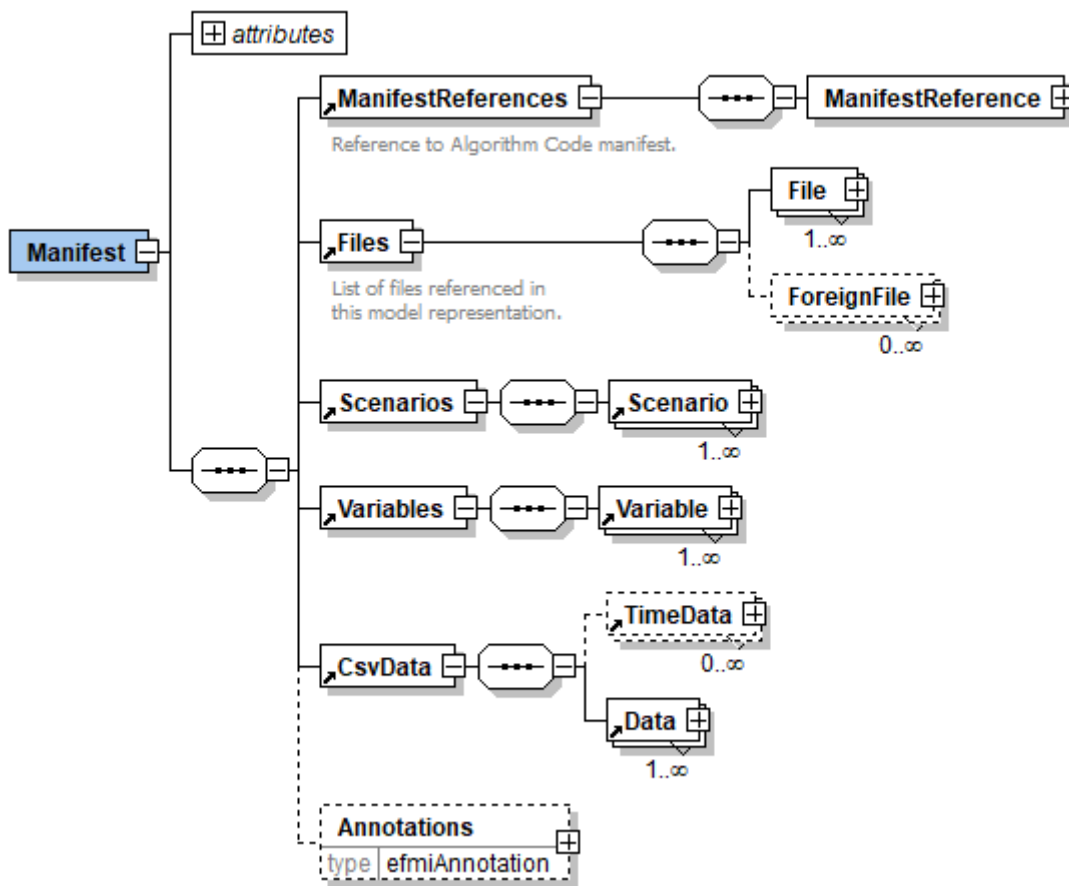 attributes
ManifestReferences
ManifestReference
Reference to Algorithm Code manifest.
File
1..∞
Files
Manifest
List of files referenced in
this model representation.
ForeignFile
0..∞
Scenarios
Scenario
1..∞
Variables
Variable
1..∞
TimeData
0..∞
CsvData
Data
1..∞
Annotations
type efmiAnnotation